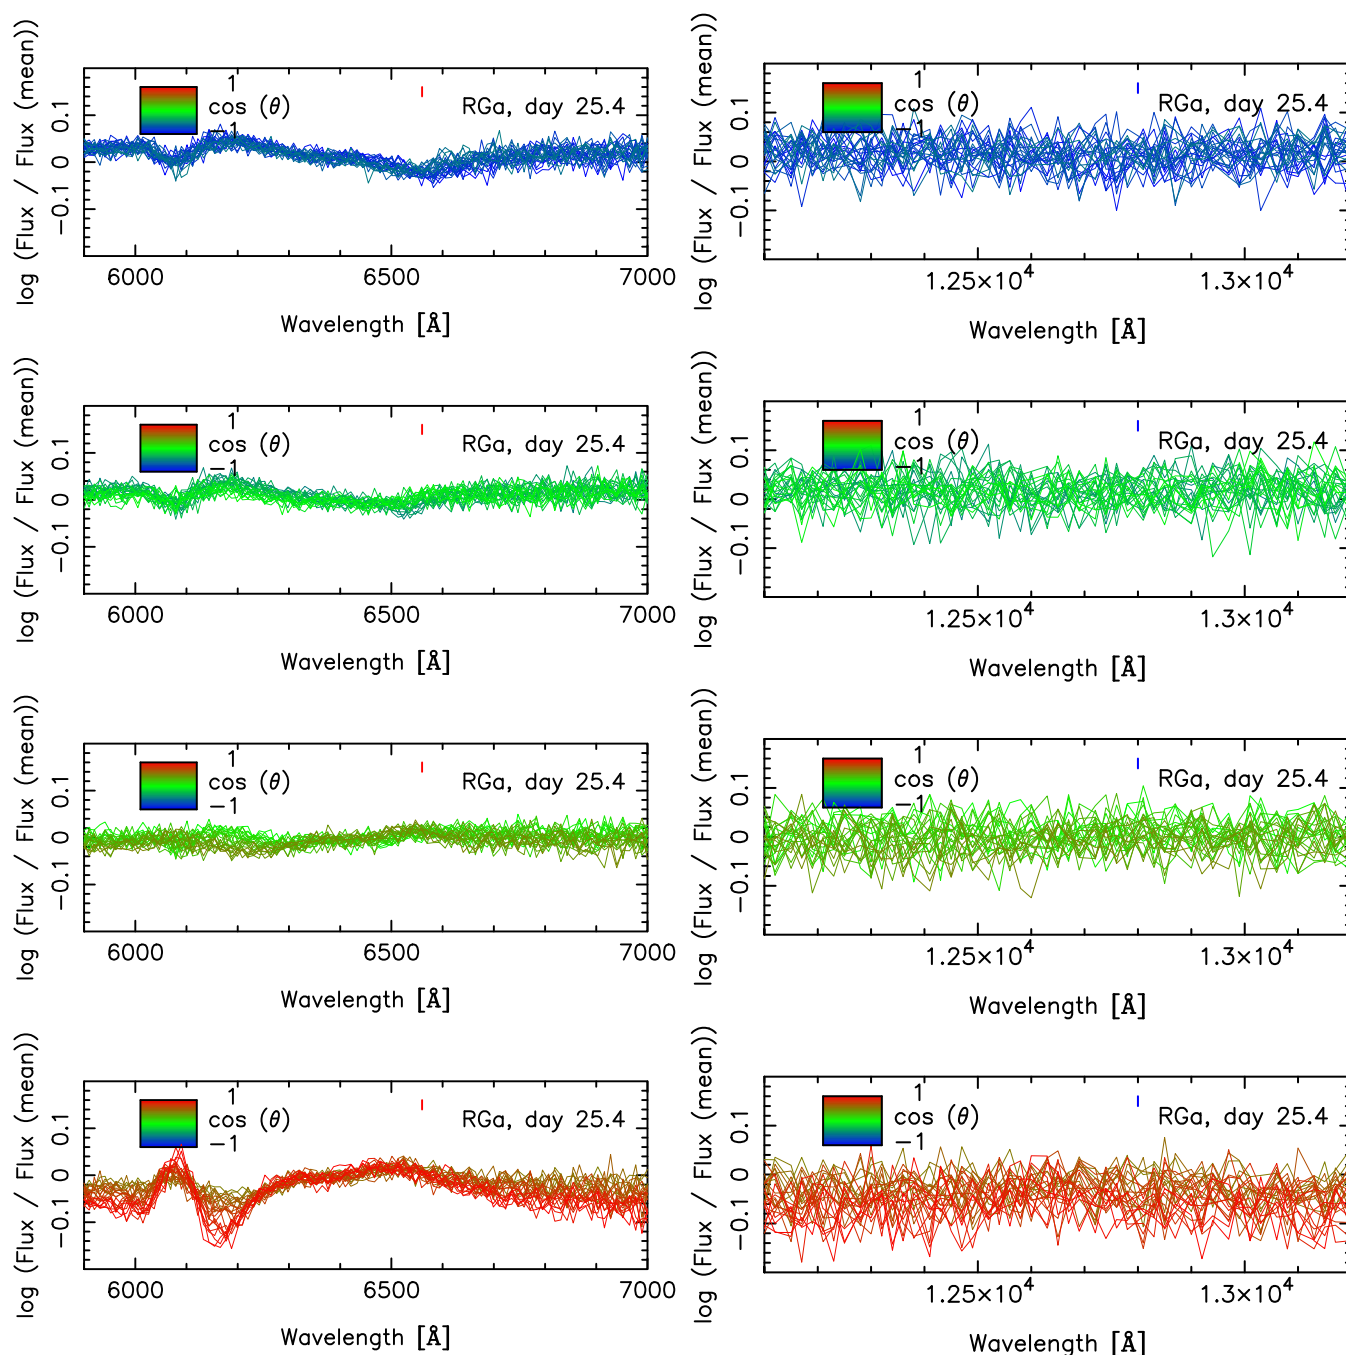 log (Flux / Flux (mean))
0.1
0
−0.1
1
cos (θ)
−1
RGa, day 25.4
6000
6500
7000
Wavelength [Å]
log (Flux / Flux (mean))
0.1
0
−0.1
1
cos (θ)
−1
RGa, day 25.4
1.25×10⁴
1.3×10⁴
Wavelength [Å]
log (Flux / Flux (mean))
0.1
0
−0.1
1
cos (θ)
−1
RGa, day 25.4
6000
6500
7000
Wavelength [Å]
log (Flux / Flux (mean))
0.1
0
−0.1
1
cos (θ)
−1
RGa, day 25.4
1.25×10⁴
1.3×10⁴
Wavelength [Å]
log (Flux / Flux (mean))
0.1
0
−0.1
1
cos (θ)
−1
RGa, day 25.4
6000
6500
7000
Wavelength [Å]
log (Flux / Flux (mean))
0.1
0
−0.1
1
cos (θ)
−1
RGa, day 25.4
1.25×10⁴
1.3×10⁴
Wavelength [Å]
log (Flux / Flux (mean))
0.1
0
−0.1
1
cos (θ)
−1
RGa, day 25.4
6000
6500
7000
Wavelength [Å]
log (Flux / Flux (mean))
0.1
0
−0.1
1
cos (θ)
−1
RGa, day 25.4
1.25×10⁴
1.3×10⁴
Wavelength [Å]